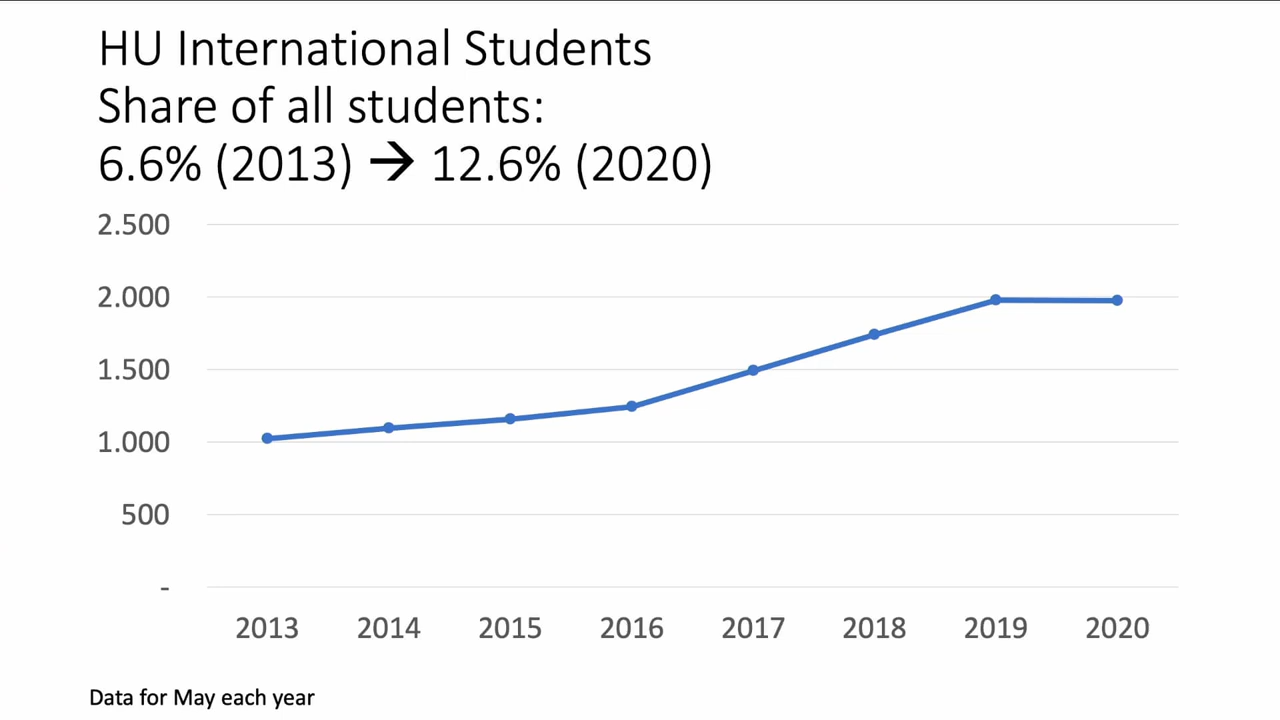 HU International Students
Share of all students:
6.6% (2013) → 12.6% (2020)
2.500
2.000
1.500
1.000
500
-
2013 2014 2015 2016 2017 2018 2019 2020
Data for May each year